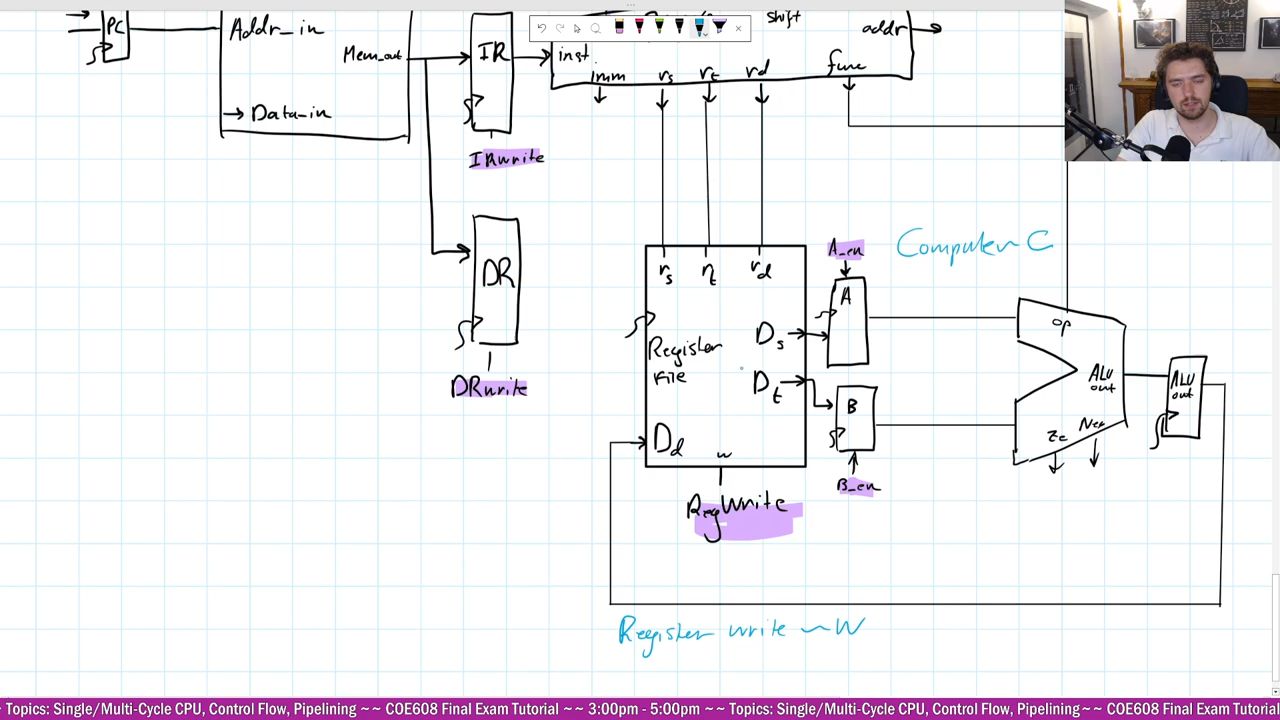 shift
PC
Addr_in
IR
inst.
addr
Mem_out
imm
rs
rt
rd
func
Data_in
IRwrite
A_en
Computer C
rs
rt
rd
DR
A
op
Ds
Register
File
Dt
ALU
out
ALU
out
DRwrite
B
Ze
Neg
Dd
w
B_en
RegWrite
Register write ~ W
~ Topics: Single/Multi-Cycle CPU, Control Flow, Pipelining ~~ COE608 Final Exam Tutorial ~~ 3:00pm - 5:00pm ~~ Topics: Single/Multi-Cycle CPU, Control Flow, Pipelining ~~ COE608 Final Exam Tutorial